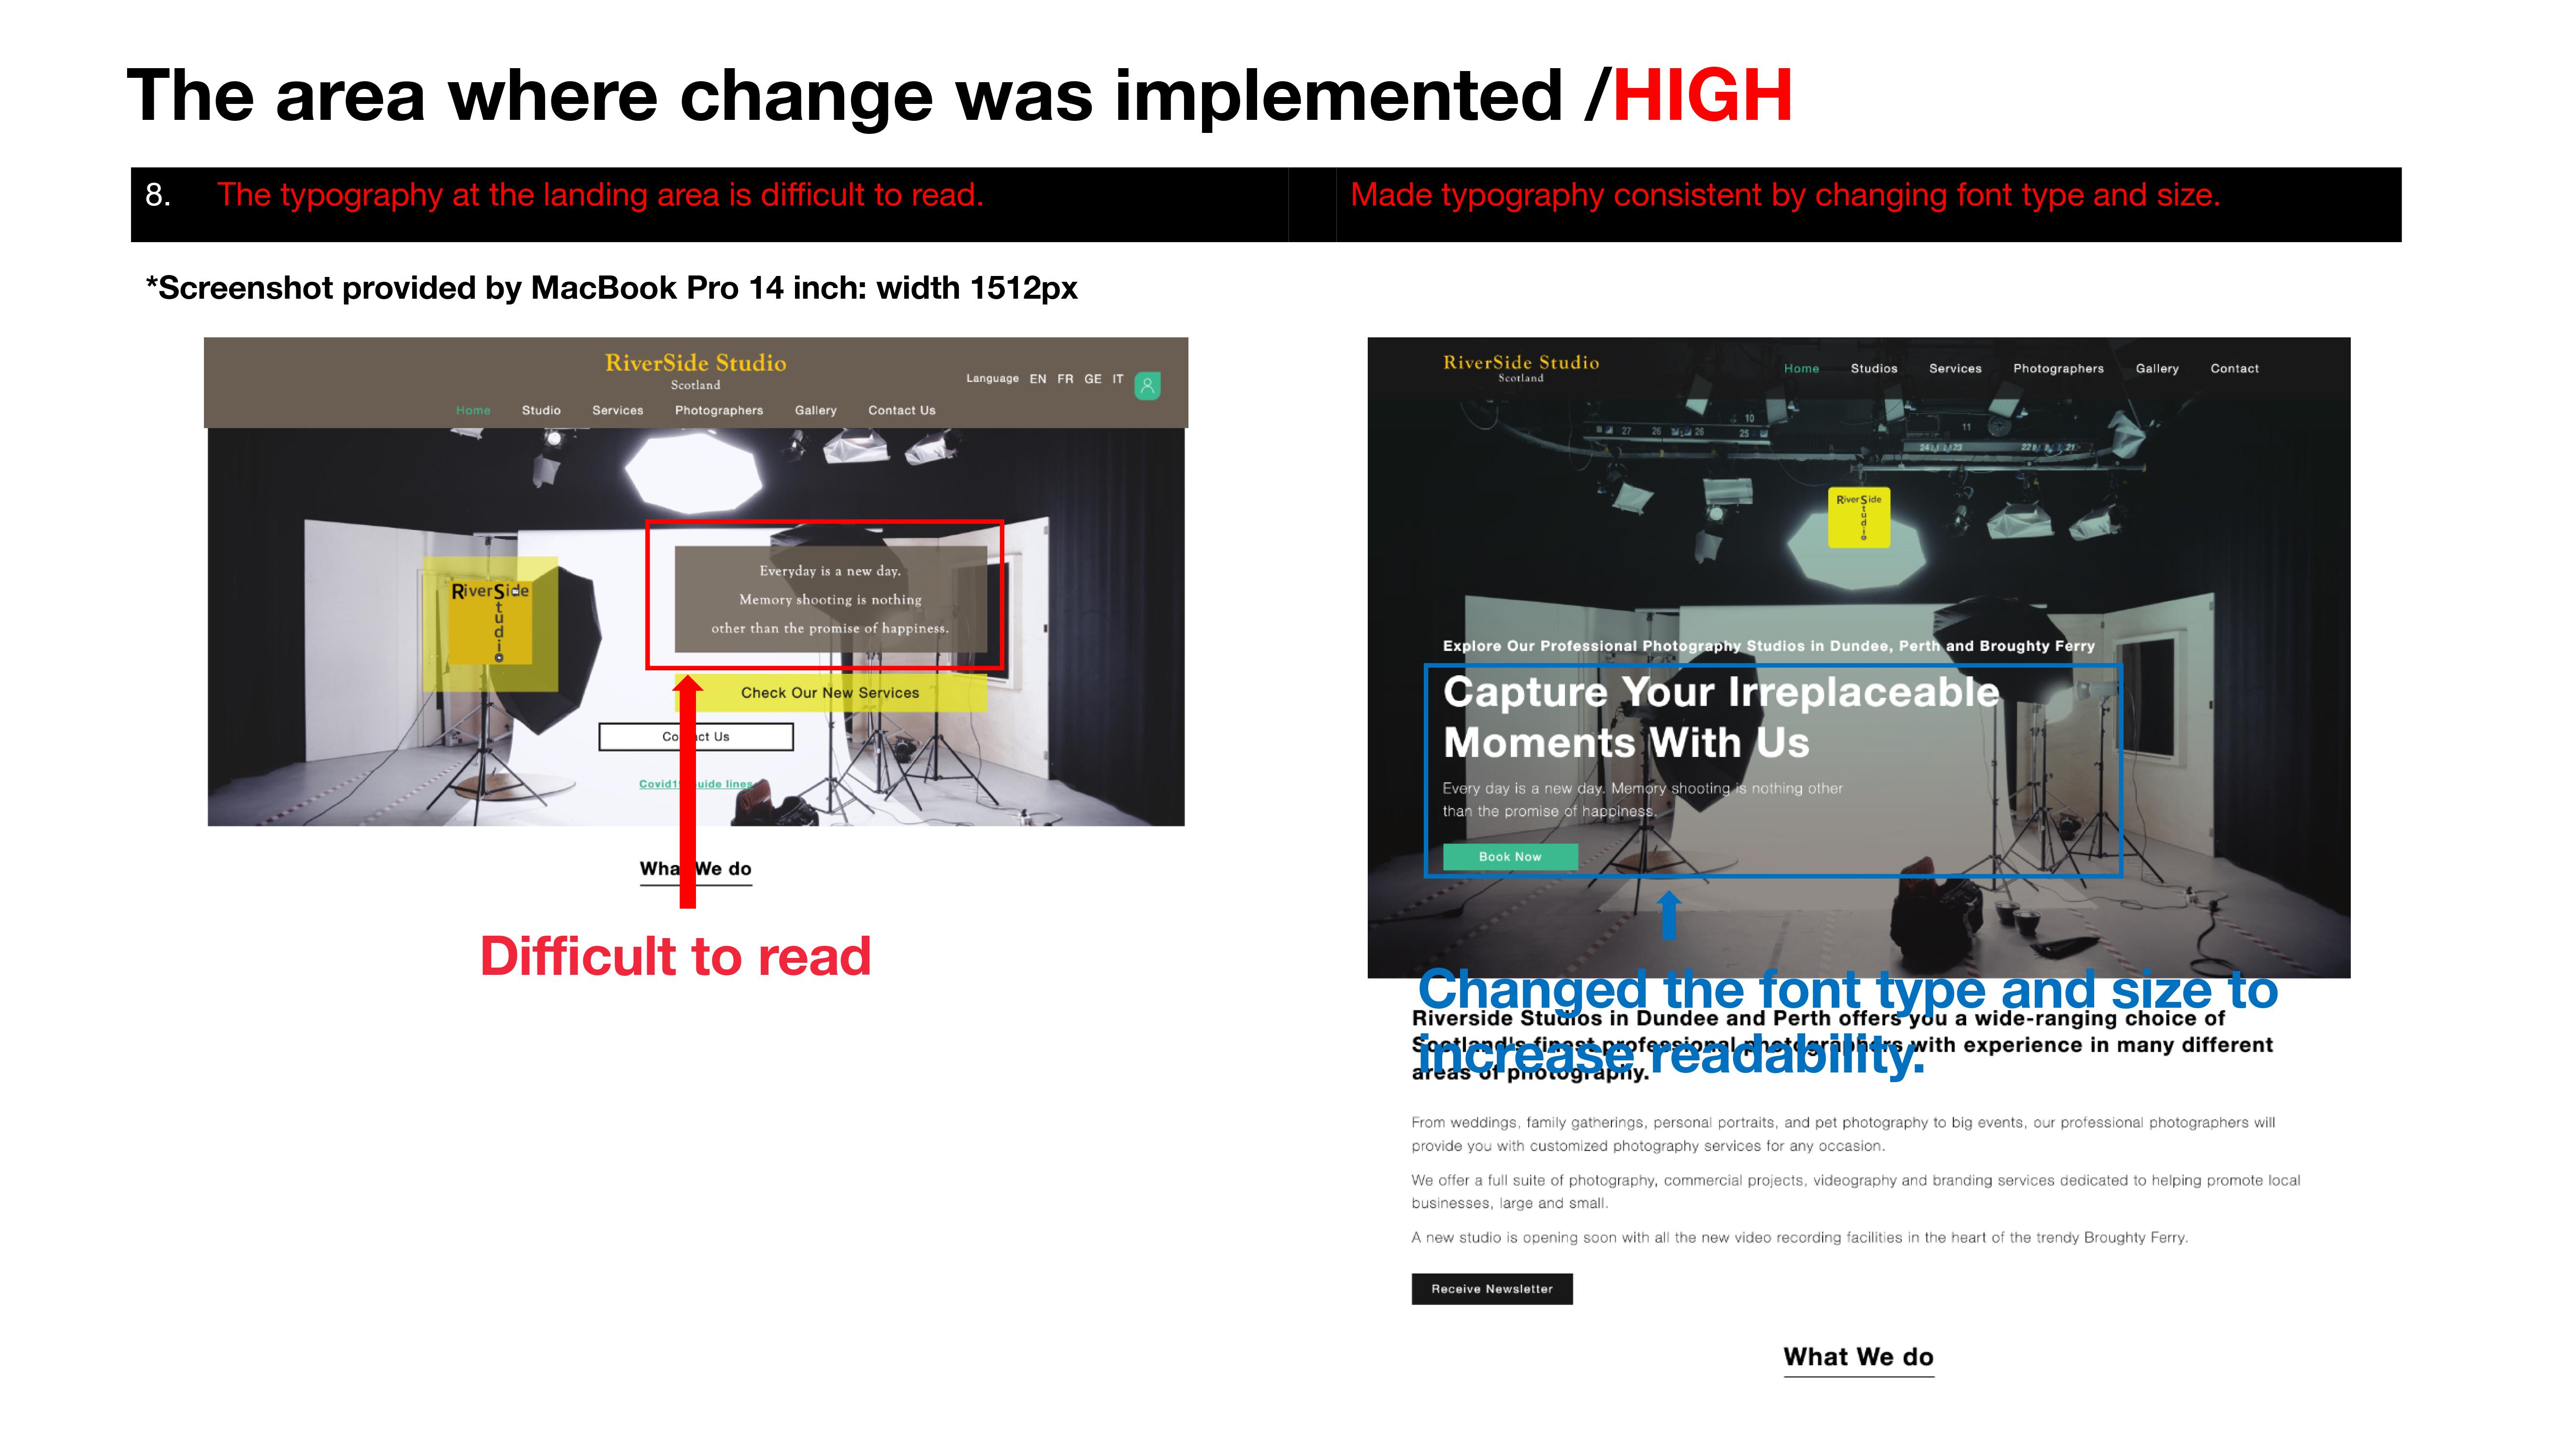 The area where change was implemented /HIGH
8. The typography at the landing area is difficult to read.
Made typography consistent by changing font type and size.
*Screenshot provided by MacBook Pro 14 inch: width 1512px
RiverSide Studio
Scotland
Language EN FR GE IT
Home Studio Services Photographers Gallery Contact Us
Everyday is a new day.
Memory shooting is nothing
other than the promise of happiness.
RiverSide
Studio
Check Our New Services
Contact Us
Covid19 Guide lines
What We do
Difficult to read
RiverSide Studio
Scotland
Home Studios Services Photographers Gallery Contact
10
11
27 26 26 25
RiverSide
Studio
Explore Our Professional Photography Studios in Dundee, Perth and Broughty Ferry
Capture Your Irreplaceable
Moments With Us
Every day is a new day. Memory shooting is nothing other
than the promise of happiness.
Book Now
Changed the font type and size to
increase readability.
Riverside Studios in Dundee and Perth offers you a wide-ranging choice of
Scotland's finest professional photographers with experience in many different
areas of photography.
From weddings, family gatherings, personal portraits, and pet photography to big events, our professional photographers will
provide you with customized photography services for any occasion.
We offer a full suite of photography, commercial projects, videography and branding services dedicated to helping promote local
businesses, large and small.
A new studio is opening soon with all the new video recording facilities in the heart of the trendy Broughty Ferry.
Receive Newsletter
What We do